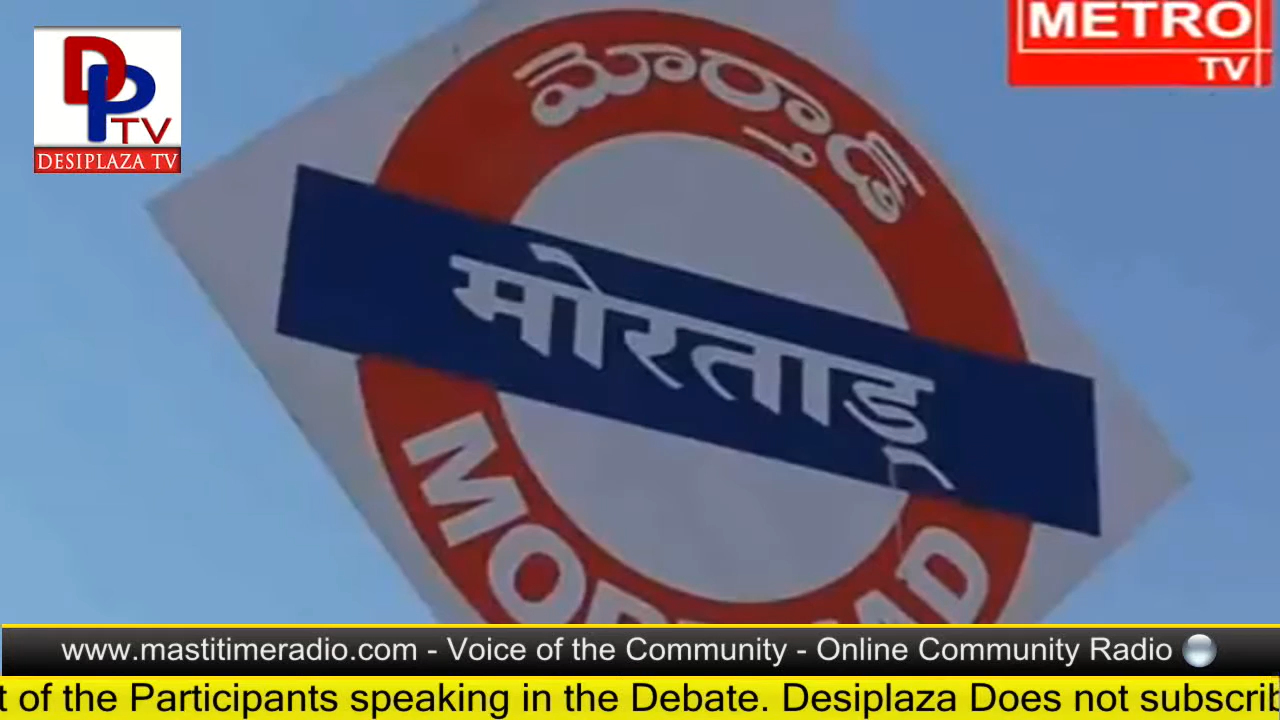 DP TV
DESIPLAZA TV
METRO
TV
మోర్తాడ్
मोरताड्
www.mastitimeradio.com - Voice of the Community - Online Community Radio
t of the Participants speaking in the Debate. Desiplaza Does not subscrib